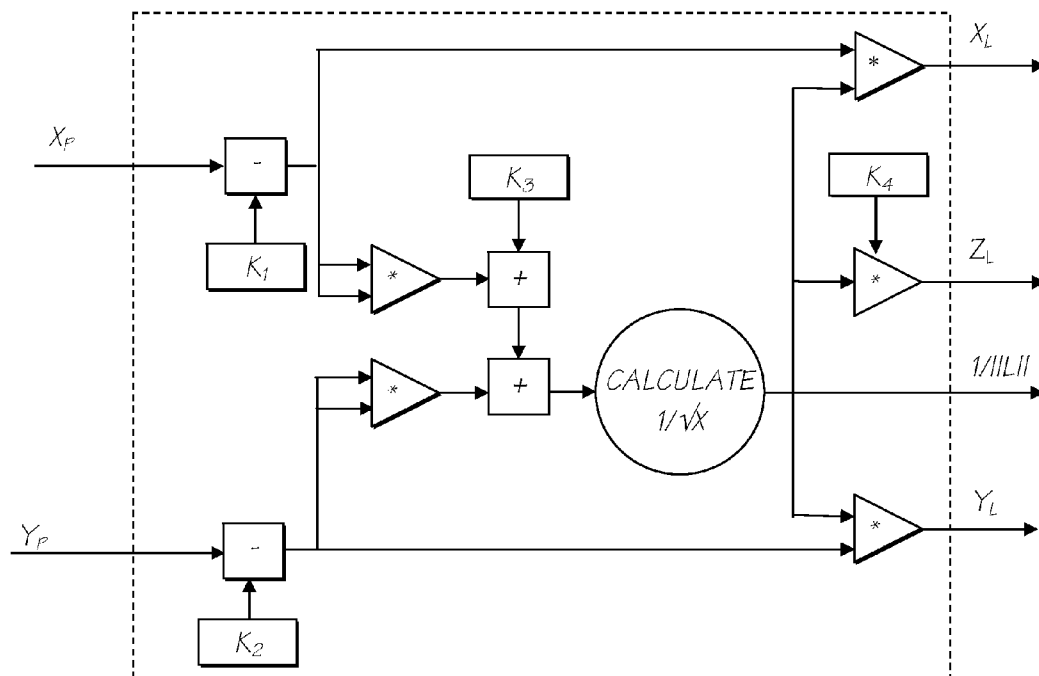 X_L
*
X_P
-
K_3
K_4
K_1
*
+
*
Z_L
*
+
CALCULATE
1/√X
1/||L||
Y_P
-
*
Y_L
K_2